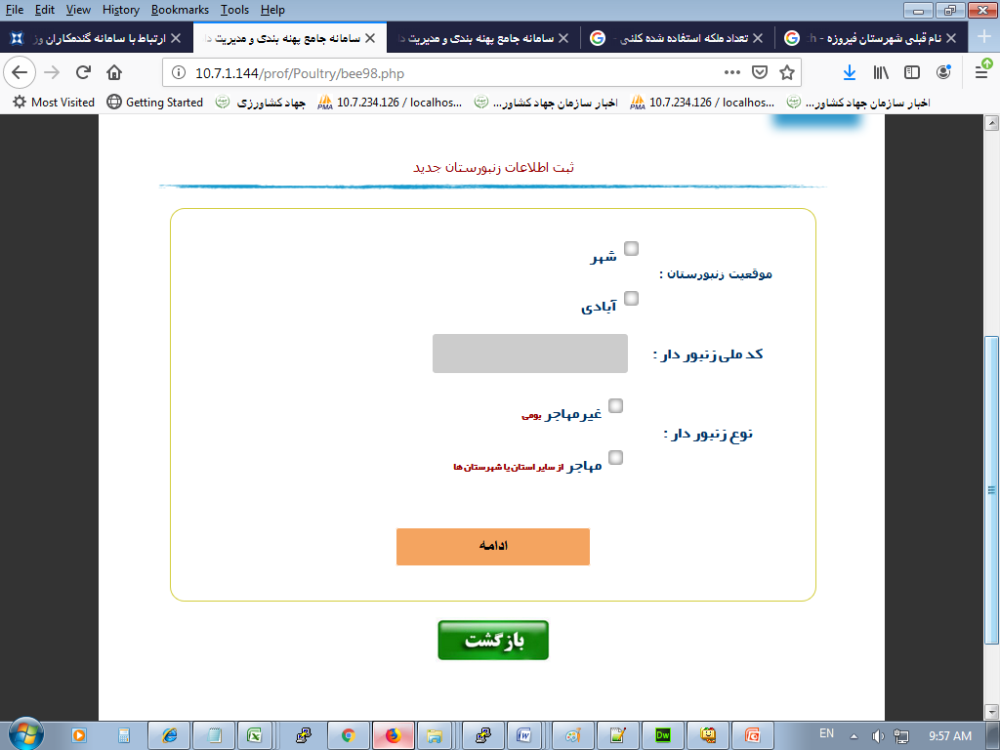 File Edit View History Bookmarks Tools Help
ارتباط با سامانه گندمکاران وز
سامانه جامع پهنه بندی و مدیریت دا
سامانه جامع پهنه بندی و مدیریت دا
تعداد ملکه استفاده شده کلنی -
نام قبلی شهرستان فیروزه - ch
10.7.1.144/prof/Poultry/bee98.php
Most Visited
Getting Started
جهاد کشاورزی
10.7.234.126 / localhos...
اخبار سازمان جهاد کشاور...
10.7.234.126 / localhos...
اخبار سازمان جهاد کشاور...
ثبت اطلاعات زنبورستان جدید
موقعیت زنبورستان :
شهر
آبادی
کد ملی زنبور دار :
نوع زنبور دار :
غیرمهاجر بومی
مهاجر از سایر استان یا شهرستان ها
ادامه
بازگشت
EN
9:57 AM